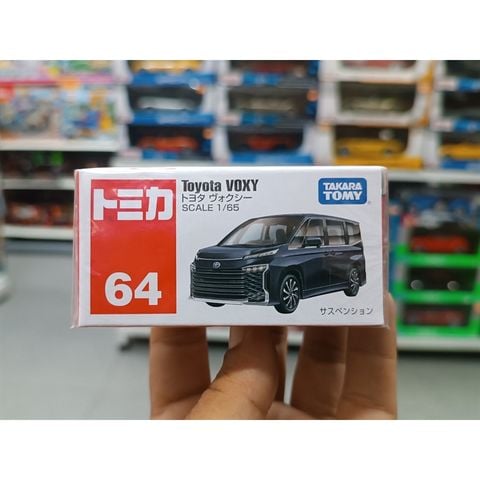 トミカ
64
Toyota VOXY
トヨタ ヴォクシー
SCALE 1/65
TAKARA
TOMY
サスペンション